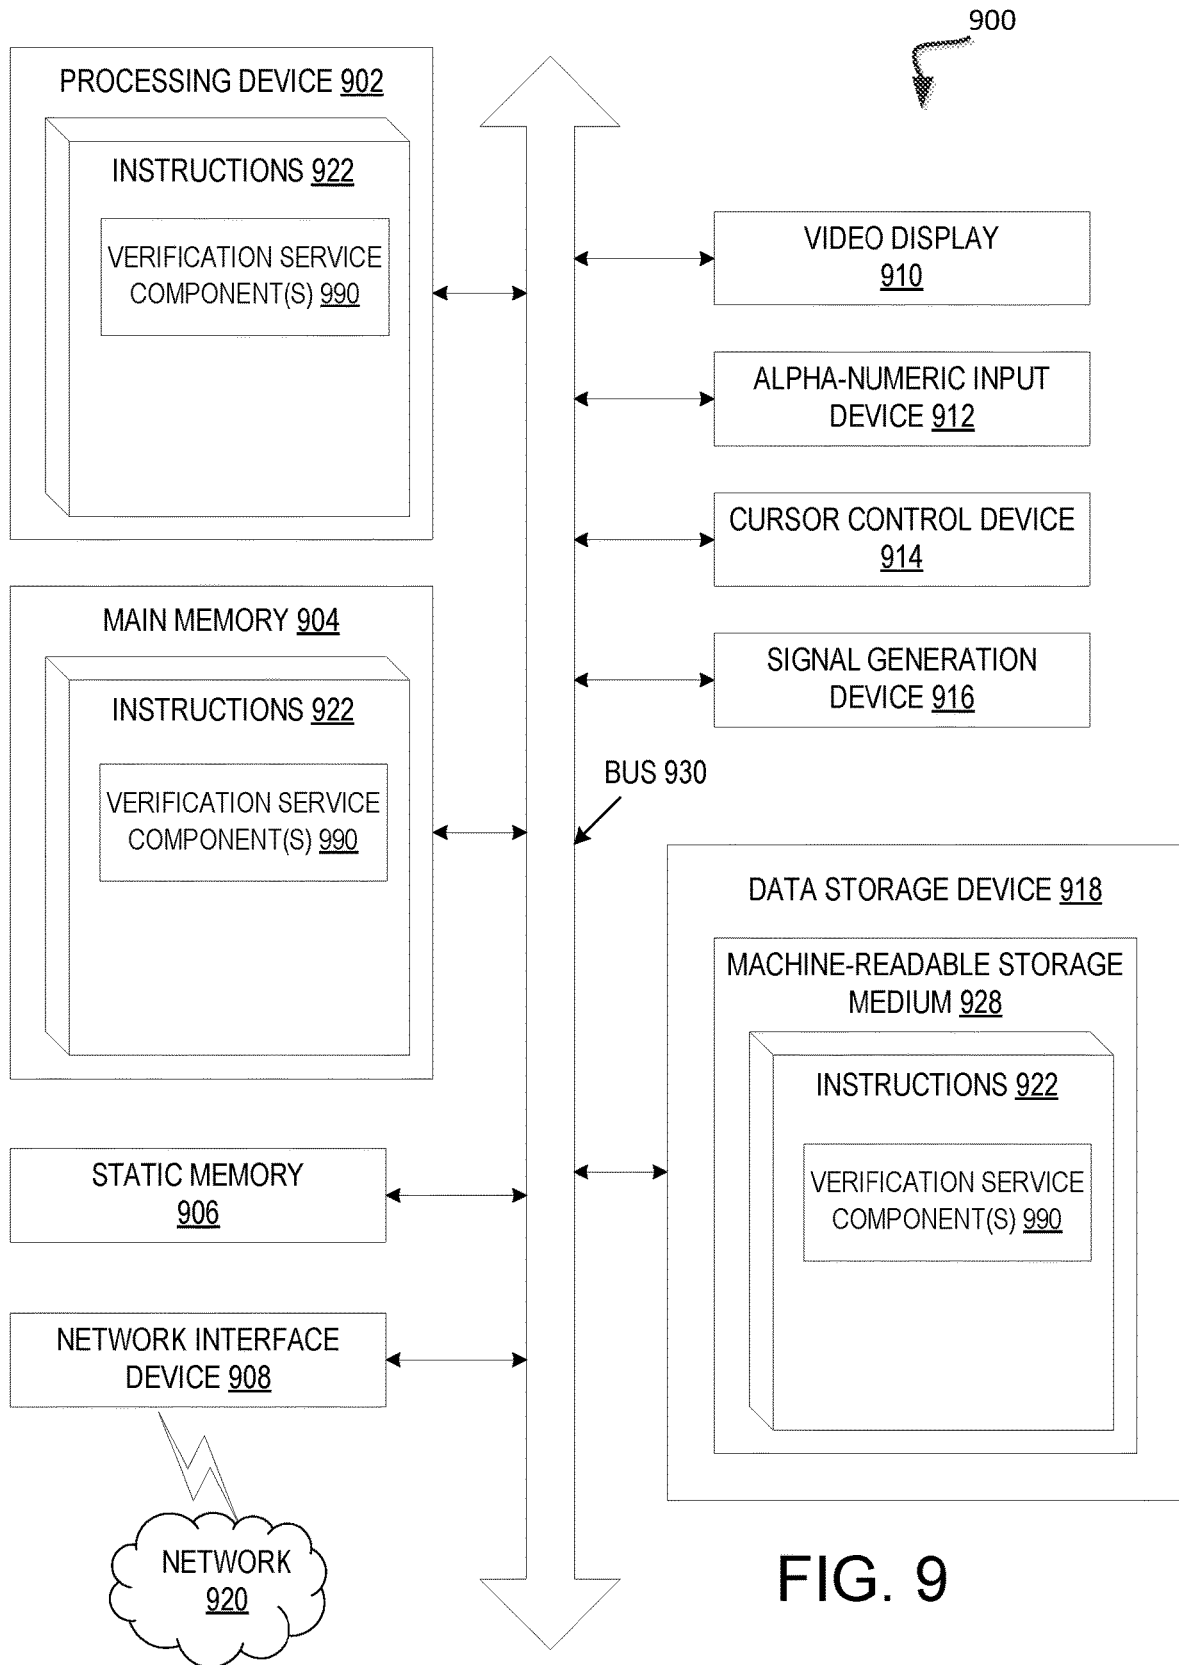 900
PROCESSING DEVICE 902
INSTRUCTIONS 922
VERIFICATION SERVICE
COMPONENT(S) 990
VIDEO DISPLAY
910
ALPHA-NUMERIC INPUT
DEVICE 912
CURSOR CONTROL DEVICE
914
MAIN MEMORY 904
INSTRUCTIONS 922
VERIFICATION SERVICE
COMPONENT(S) 990
SIGNAL GENERATION
DEVICE 916
BUS 930
DATA STORAGE DEVICE 918
MACHINE-READABLE STORAGE
MEDIUM 928
INSTRUCTIONS 922
VERIFICATION SERVICE
COMPONENT(S) 990
STATIC MEMORY
906
NETWORK INTERFACE
DEVICE 908
NETWORK
920
FIG. 9